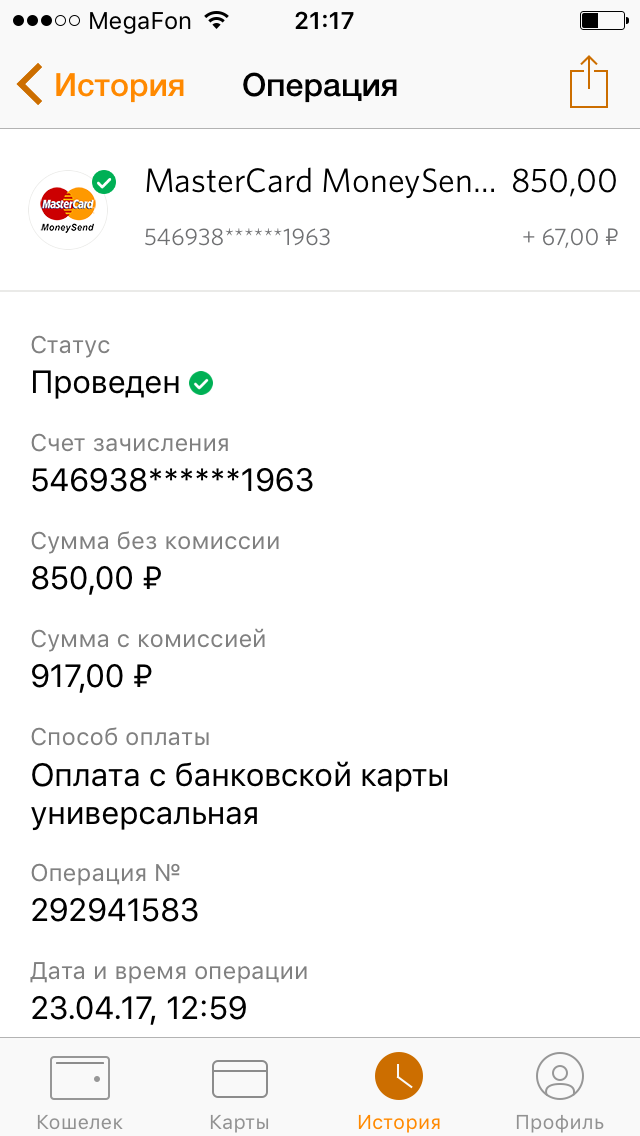 MegaFon 21:17
История Операция
MasterCard MoneySen... 850,00
MasterCard
MoneySend
546938******1963 + 67,00 ₽
Статус
Проведен
Счет зачисления
546938******1963
Сумма без комиссии
850,00 ₽
Сумма с комиссией
917,00 ₽
Способ оплаты
Оплата с банковской карты
универсальная
Операция №
292941583
Дата и время операции
23.04.17, 12:59
Кошелек Карты История Профиль